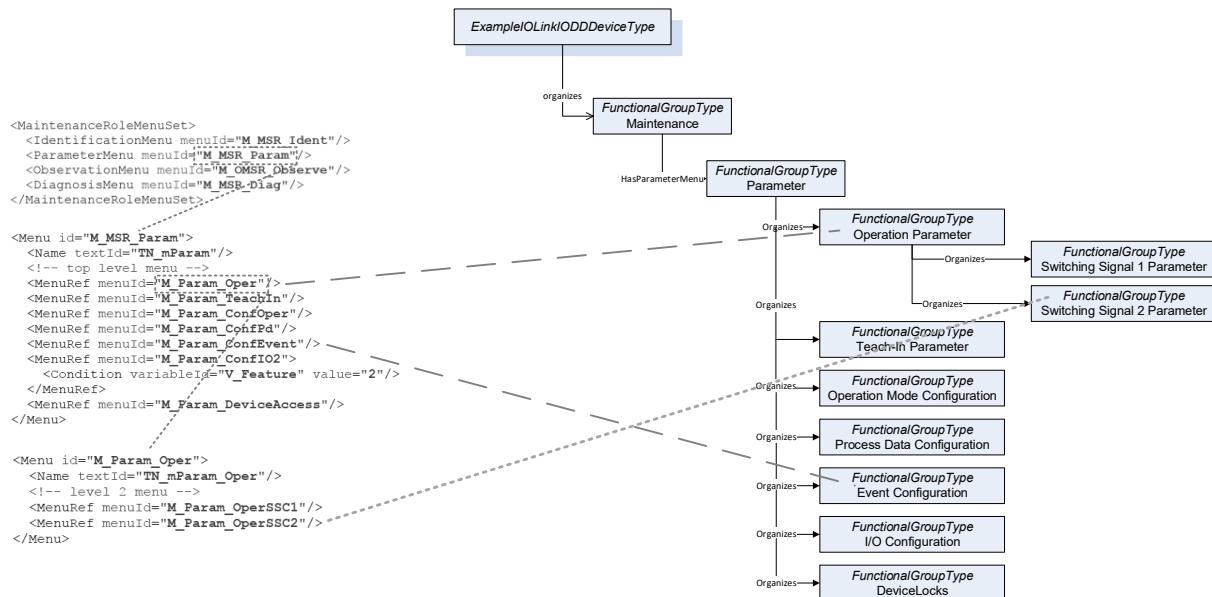 ExampleIOLinkIODDDeviceType
organizes
FunctionalGroupType
Maintenance
HasParameterMenu
FunctionalGroupType
Parameter
<MaintenanceRoleMenuSet>
<IdentificationMenu menuId="M_MSR_Ident"/>
<ParameterMenu menuId="M_MSR_Param"/>
<ObservationMenu menuId="M_OMSR_Observe"/>
<DiagnosisMenu menuId="M_MSR_Diag"/>
</MaintenanceRoleMenuSet>
<Menu id="M_MSR_Param">
<Name textId="TN_mParam"/>
<!-- top level menu -->
<MenuRef menuId="M_Param_Oper"/>
<MenuRef menuId="M_Param_TeachIn"/>
<MenuRef menuId="M_Param_ConfOper"/>
<MenuRef menuId="M_Param_ConfPd"/>
<MenuRef menuId="M_Param_ConfEvent"/>
<MenuRef menuId="M_Param_ConfIO2">
<Condition variableId="V_Feature" value="2"/>
</MenuRef>
<MenuRef menuId="M_Param_DeviceAccess"/>
</Menu>
<Menu id="M_Param_Oper">
<Name textId="TN_mParam_Oper"/>
<!-- level 2 menu -->
<MenuRef menuId="M_Param_OperSSC1"/>
<MenuRef menuId="M_Param_OperSSC2"/>
</Menu>
Organizes
FunctionalGroupType
Operation Parameter
Organizes
FunctionalGroupType
Switching Signal 1 Parameter
Organizes
FunctionalGroupType
Switching Signal 2 Parameter
Organizes
FunctionalGroupType
Teach-In Parameter
Organizes
FunctionalGroupType
Operation Mode Configuration
Organizes
FunctionalGroupType
Process Data Configuration
Organizes
FunctionalGroupType
Event Configuration
Organizes
FunctionalGroupType
I/O Configuration
Organizes
FunctionalGroupType
DeviceLocks